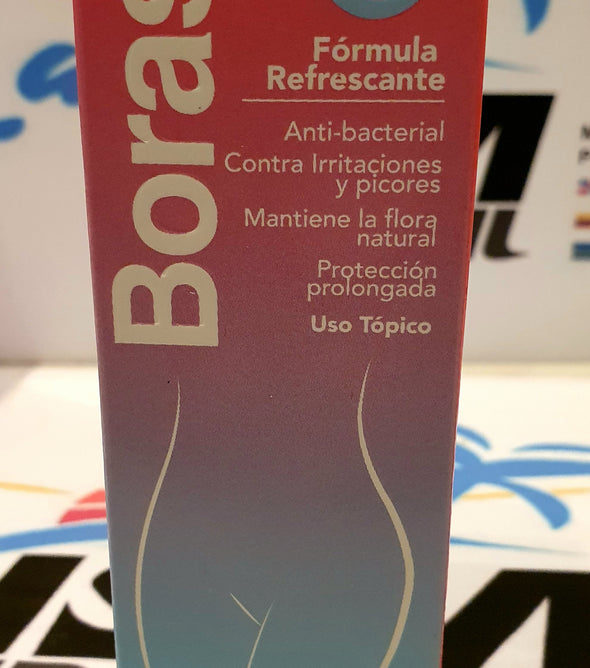 Boras
Fórmula
Refrescante
Anti-bacterial
Contra Irritaciones
y picores
Mantiene la flora
natural
Protección
prolongada
Uso Tópico